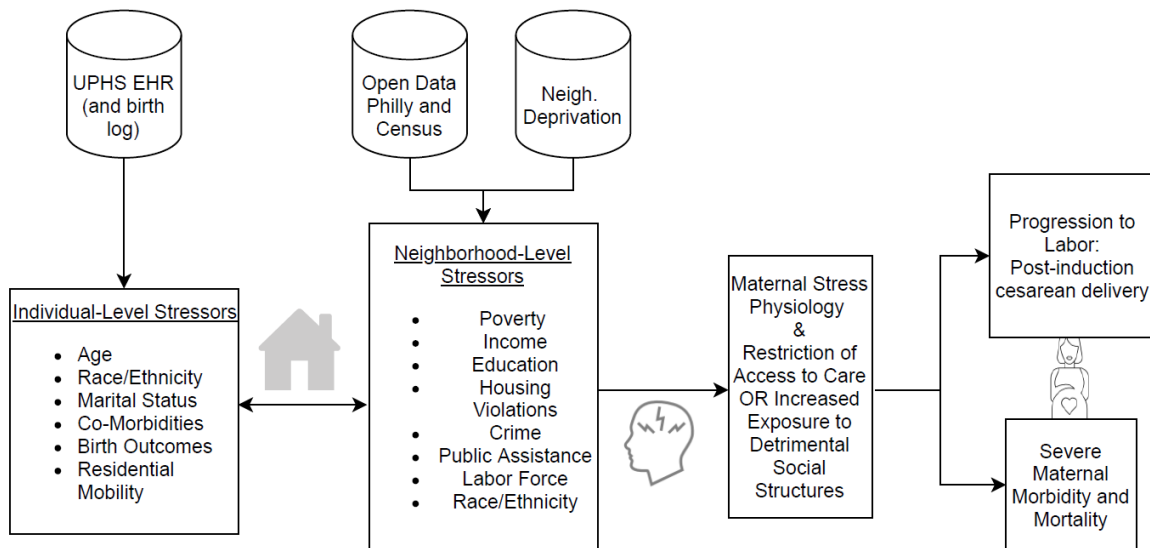 UPHS EHR
(and birth
log)
Open Data
Philly and
Census
Neigh.
Deprivation
Individual-Level Stressors
Age
Race/Ethnicity
Marital Status
Co-Morbidities
Birth Outcomes
Residential
Mobility
Neighborhood-Level
Stressors
Poverty
Income
Education
Housing
Violations
Crime
Public Assistance
Labor Force
Race/Ethnicity
Maternal Stress
Physiology
&
Restriction of
Access to Care
OR Increased
Exposure to
Detrimental
Social
Structures
Progression to
Labor:
Post-induction
cesarean delivery
Severe
Maternal
Morbidity and
Mortality